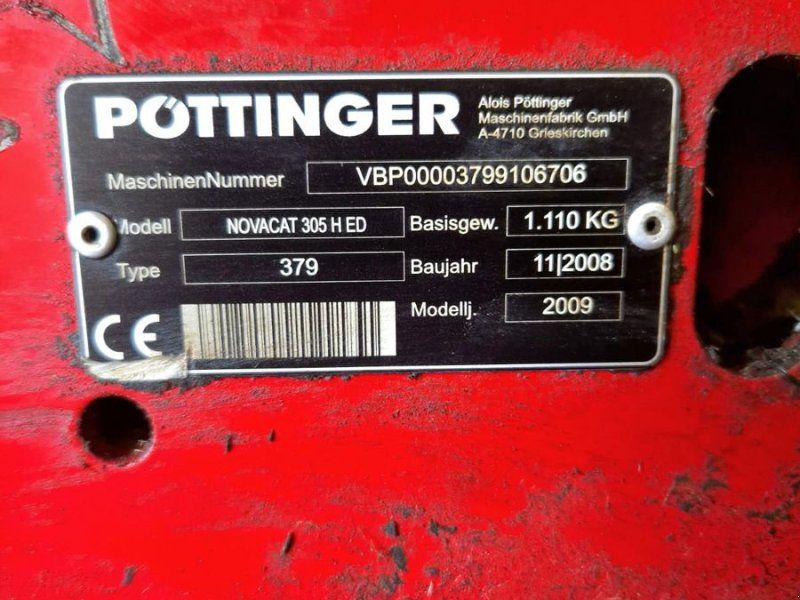 PÖTTINGER
Alois Pöttinger
Maschinenfabrik GmbH
A-4710 Grieskirchen
MaschinenNummer VBP00003799106706
Modell NOVACAT 305 H ED Basisgew. 1.110 KG
Type 379 Baujahr 11|2008
Modellj. 2009
CE